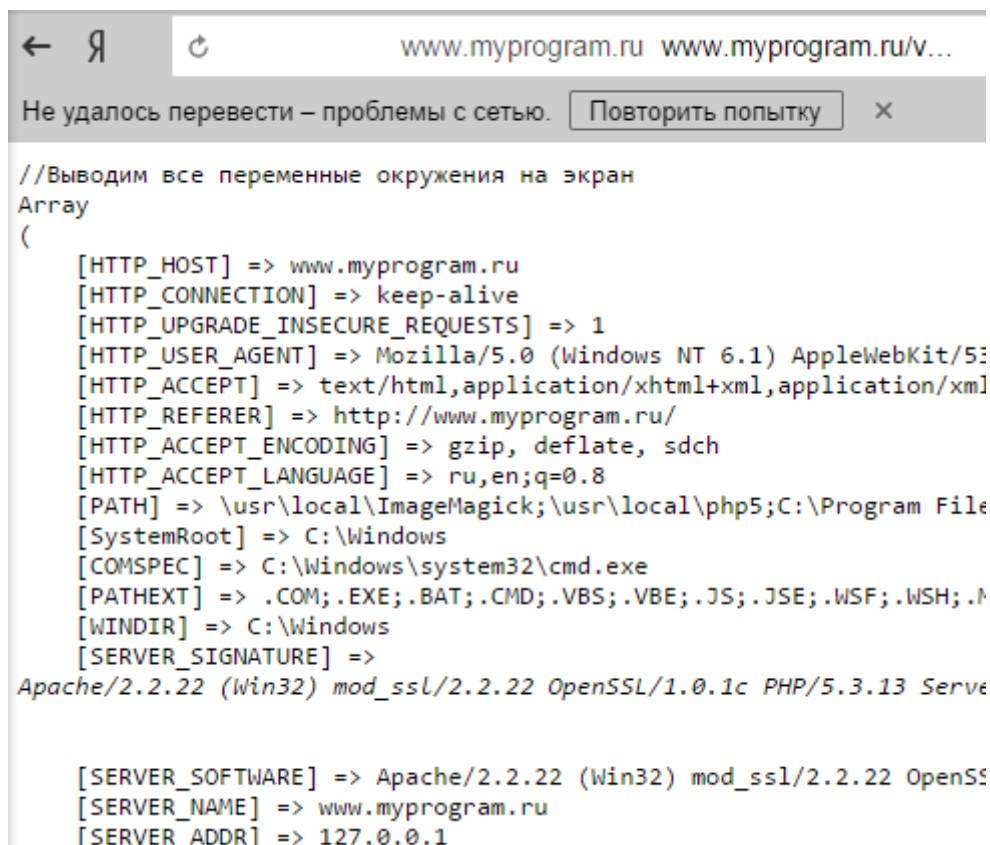 Я www.myprogram.ru www.myprogram.ru/v...
Не удалось перевести – проблемы с сетью. Повторить попытку ×
//Выводим все переменные окружения на экран
Array
(
[HTTP_HOST] => www.myprogram.ru
[HTTP_CONNECTION] => keep-alive
[HTTP_UPGRADE_INSECURE_REQUESTS] => 1
[HTTP_USER_AGENT] => Mozilla/5.0 (Windows NT 6.1) AppleWebKit/53
[HTTP_ACCEPT] => text/html,application/xhtml+xml,application/xml
[HTTP_REFERER] => http://www.myprogram.ru/
[HTTP_ACCEPT_ENCODING] => gzip, deflate, sdch
[HTTP_ACCEPT_LANGUAGE] => ru,en;q=0.8
[PATH] => \usr\local\ImageMagick;\usr\local\php5;C:\Program File
[SystemRoot] => C:\Windows
[COMSPEC] => C:\Windows\system32\cmd.exe
[PATHEXT] => .COM;.EXE;.BAT;.CMD;.VBS;.VBE;.JS;.JSE;.WSF;.WSH;.M
[WINDIR] => C:\Windows
[SERVER_SIGNATURE] =>
Apache/2.2.22 (Win32) mod_ssl/2.2.22 OpenSSL/1.0.1c PHP/5.3.13 Serve
[SERVER_SOFTWARE] => Apache/2.2.22 (Win32) mod_ssl/2.2.22 OpenSS
[SERVER_NAME] => www.myprogram.ru
[SERVER_ADDR] => 127.0.0.1